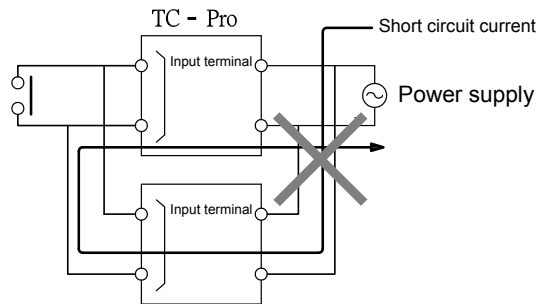 TC - Pro
Short circuit current
Input terminal
Power supply
Input terminal